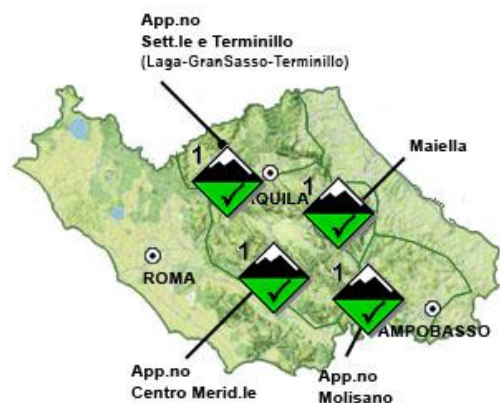 App.no
Sett.le e Terminillo
(Laga-GranSasso-Terminillo)
1
AQUILA
1
Maiella
ROMA
1
1
AMPOBASSO
App.no
Centro Merid.le
App.no
Molisano